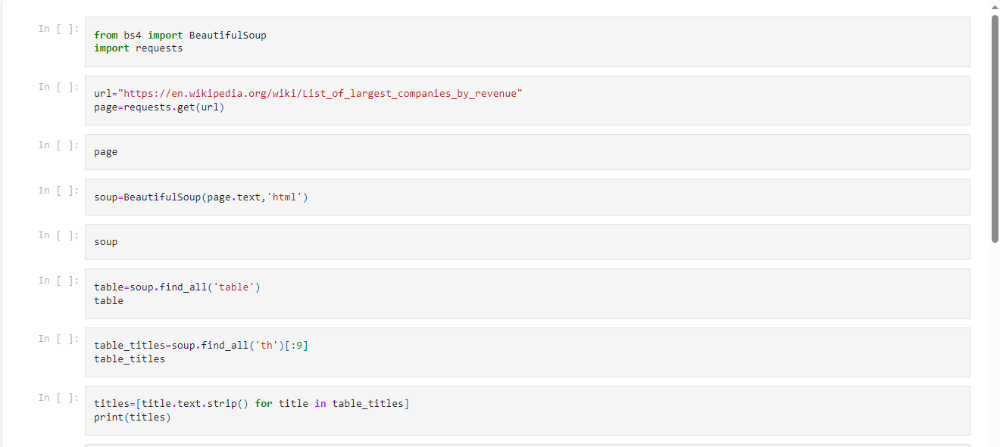 In [ ]:
from bs4 import BeautifulSoup
import requests
In [ ]:
url="https://en.wikipedia.org/wiki/List_of_largest_companies_by_revenue"
page=requests.get(url)
In [ ]:
page
In [ ]:
soup=BeautifulSoup(page.text,'html')
In [ ]:
soup
In [ ]:
table=soup.find_all('table')
table
In [ ]:
table_titles=soup.find_all('th')[:9]
table_titles
In [ ]:
titles=[title.text.strip() for title in table_titles]
print(titles)